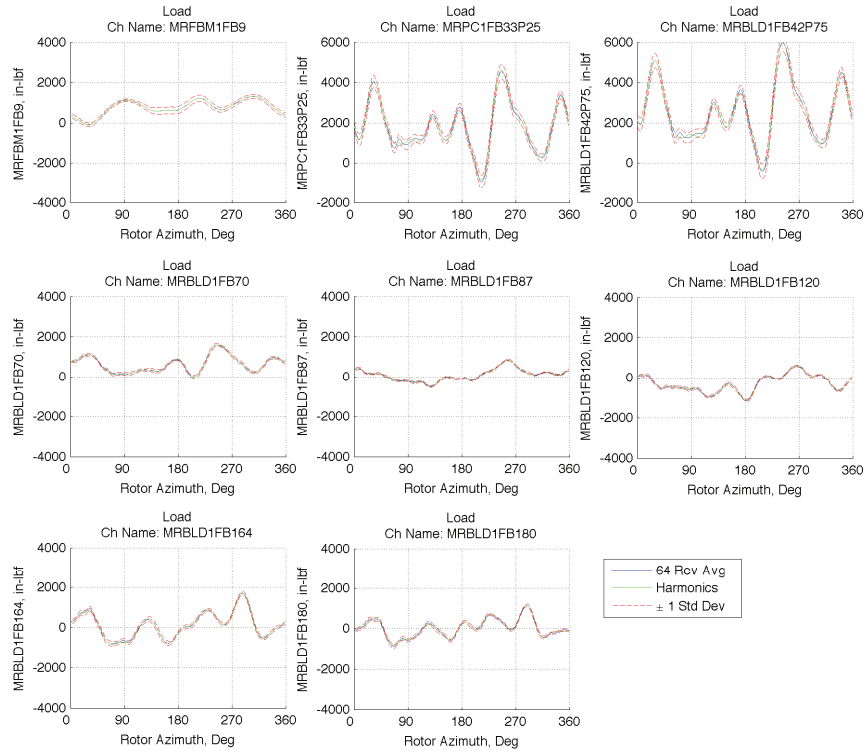 Load
Ch Name: MRFBM1FB9
4000
2000
0
2000
-4000
MRFBM1FB9, in-lbf
0 90 180 270 360
Rotor Azimuth, Deg
Load
Ch Name: MRPC1FB33P25
6000
4000
2000
0
-2000
MRPC1FB33P25, in-lbf
0 90 180 270 360
Rotor Azimuth, Deg
Load
Ch Name: MRBLD1FB42P75
6000
4000
2000
0
-2000
MRBLD1FB42P75, in-lbf
0 90 180 270 360
Rotor Azimuth, Deg
Load
Ch Name: MRBLD1FB70
4000
2000
0
2000
-4000
MRBLD1FB70, in-lbf
0 90 180 270 360
Rotor Azimuth, Deg
Load
Ch Name: MRBLD1FB87
4000
2000
0
-2000
-4000
MRBLD1FB87, in-lbf
0 90 180 270 360
Rotor Azimuth, Deg
Load
Ch Name: MRBLD1FB120
4000
2000
0
-2000
-4000
MRBLD1FB120, in-lbf
0 90 180 270 360
Rotor Azimuth, Deg
Load
Ch Name: MRBLD1FB164
4000
2000
0
-2000
-4000
MRBLD1FB164, in-lbf
0 90 180 270 360
Rotor Azimuth, Deg
Load
Ch Name: MRBLD1FB180
4000
2000
0
-2000
-4000
MRBLD1FB180, in-lbf
0 90 180 270 360
Rotor Azimuth, Deg
64 Rev Avg
Harmonics
± 1 Std Dev